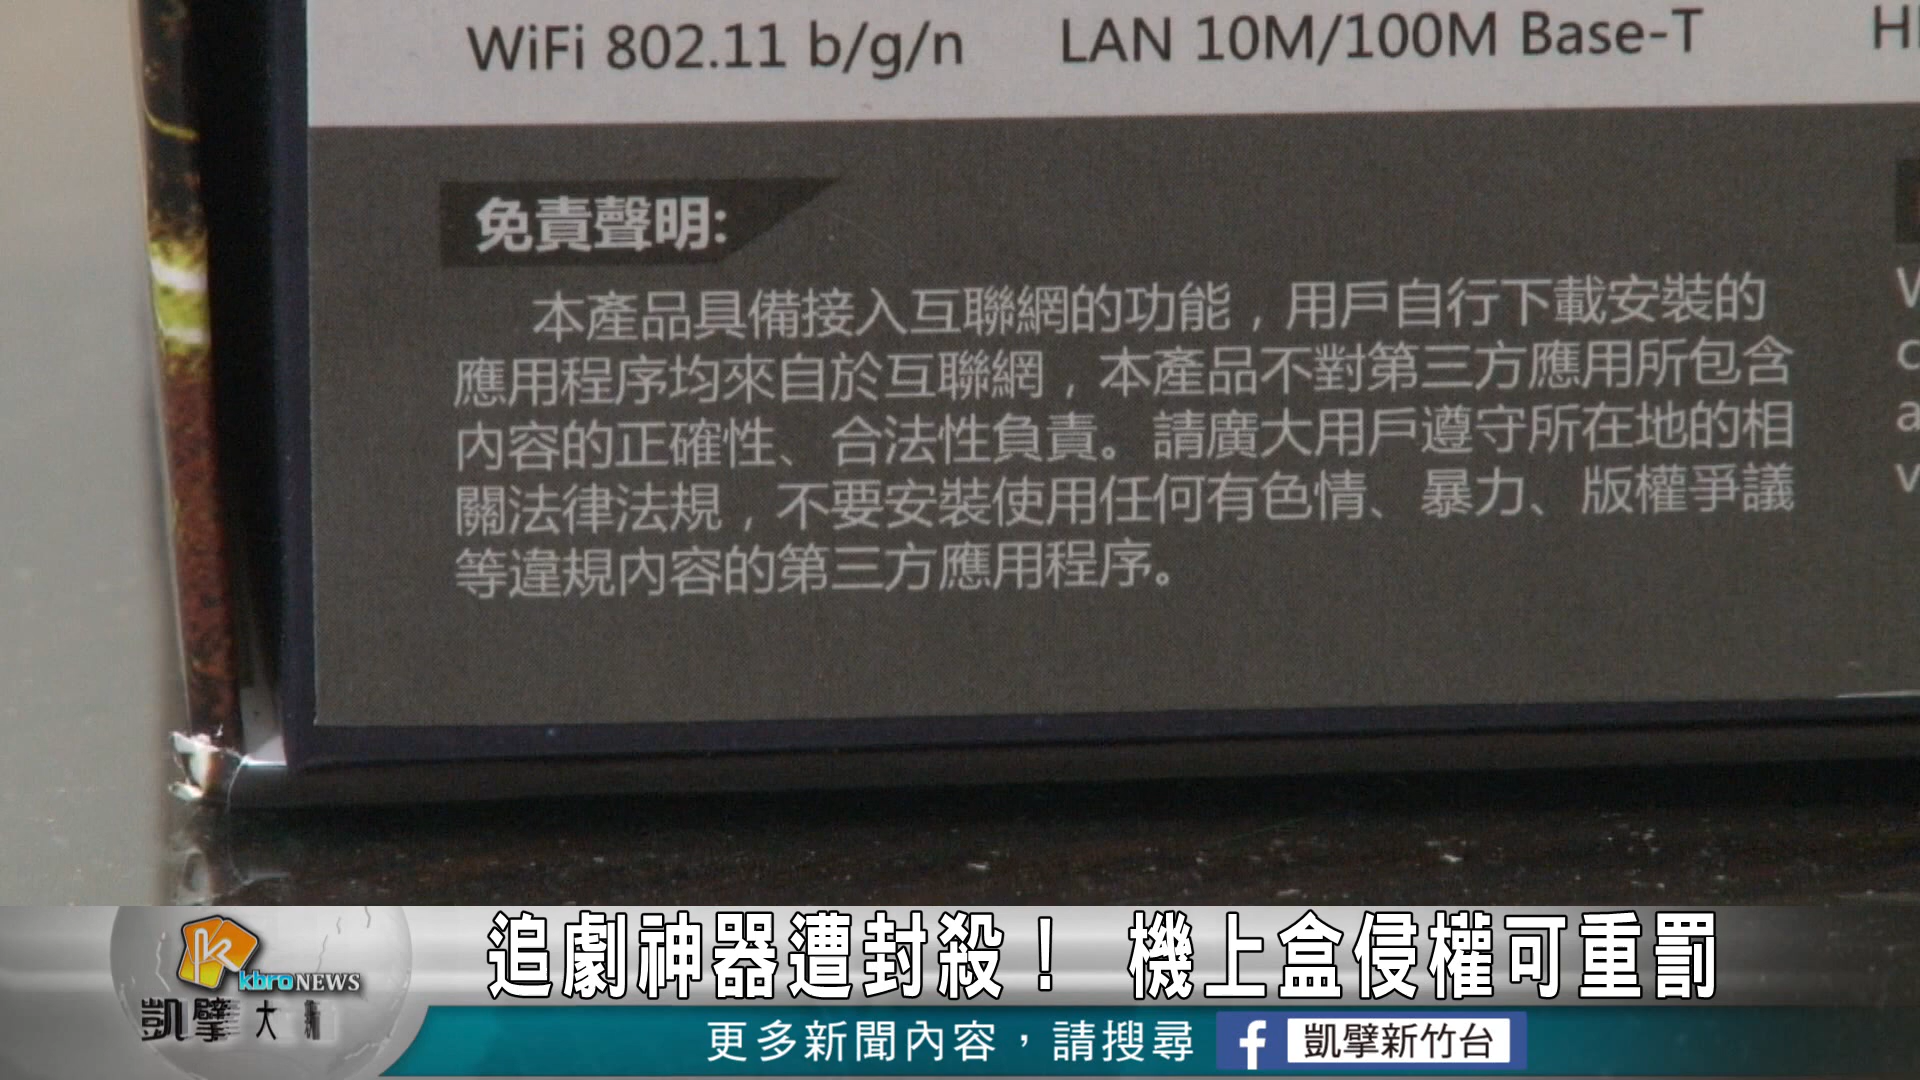 WiFi 802.11 b/g/n LAN 10M/100M Base-T
免責聲明:
本產品具備接入互聯網的功能，用戶自行下載安裝的
應用程序均來自於互聯網，本產品不對第三方應用所包含
內容的正確性、合法性負責。請廣大用戶遵守所在地的相
關法律法規，不要安裝使用任何有色情、暴力、版權爭議
等違規內容的第三方應用程序。
追劇神器遭封殺！ 機上盒侵權可重罰
kbro NEWS
凱擘大
更多新聞內容，請搜尋 f 凱擘新竹台